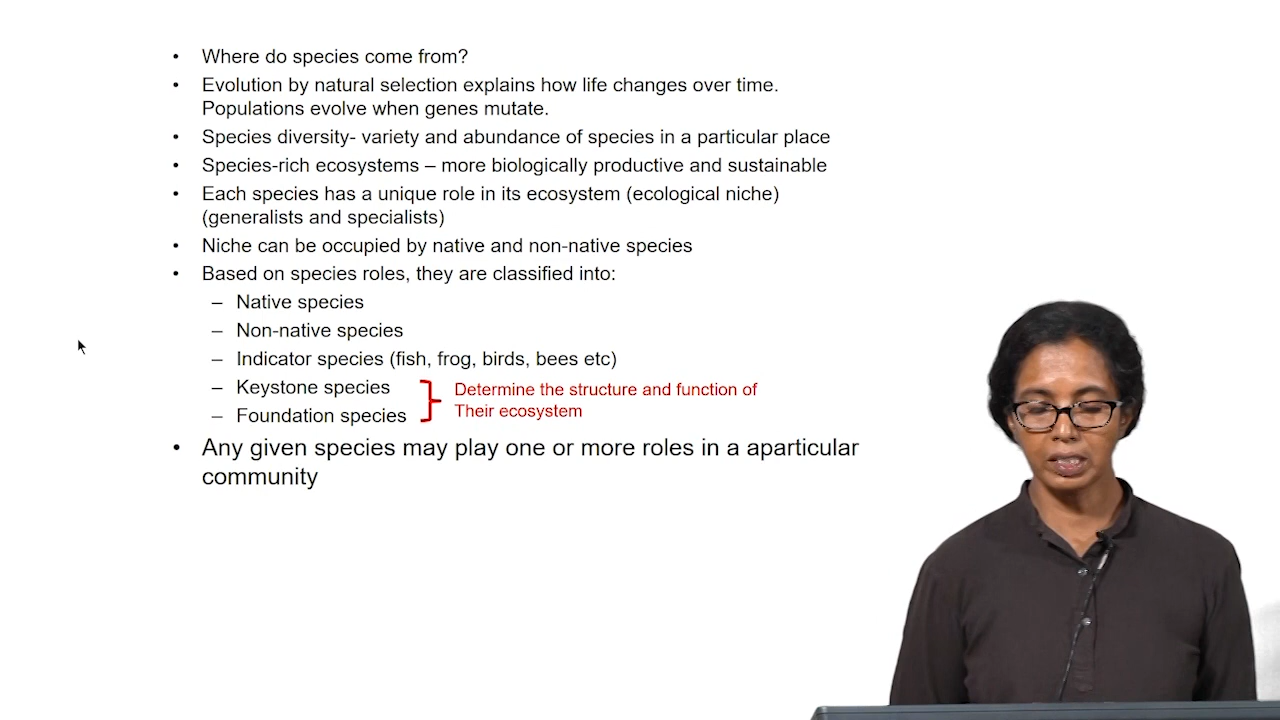 • Where do species come from?
• Evolution by natural selection explains how life changes over time.
Populations evolve when genes mutate.
• Species diversity- variety and abundance of species in a particular place
• Species-rich ecosystems – more biologically productive and sustainable
• Each species has a unique role in its ecosystem (ecological niche)
(generalists and specialists)
• Niche can be occupied by native and non-native species
• Based on species roles, they are classified into:
– Native species
– Non-native species
– Indicator species (fish, frog, birds, bees etc)
– Keystone species
– Foundation species
Determine the structure and function of
Their ecosystem
• Any given species may play one or more roles in a aparticular
community